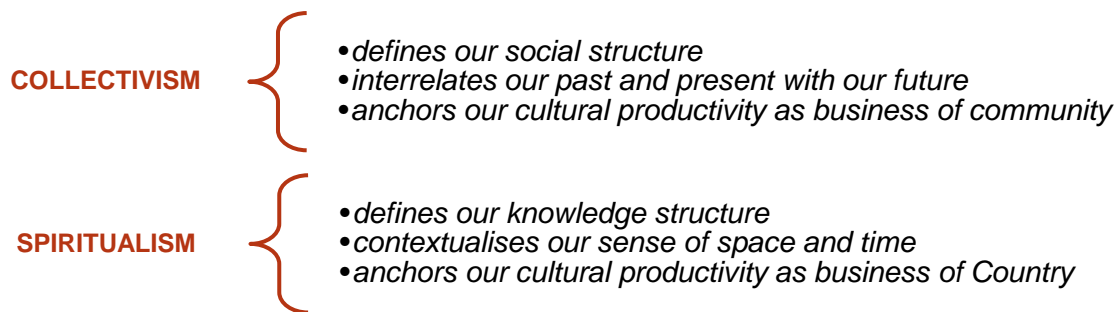 COLLECTIVISM
•defines our social structure
•interrelates our past and present with our future
•anchors our cultural productivity as business of community
SPIRITUALISM
•defines our knowledge structure
•contextualises our sense of space and time
•anchors our cultural productivity as business of Country